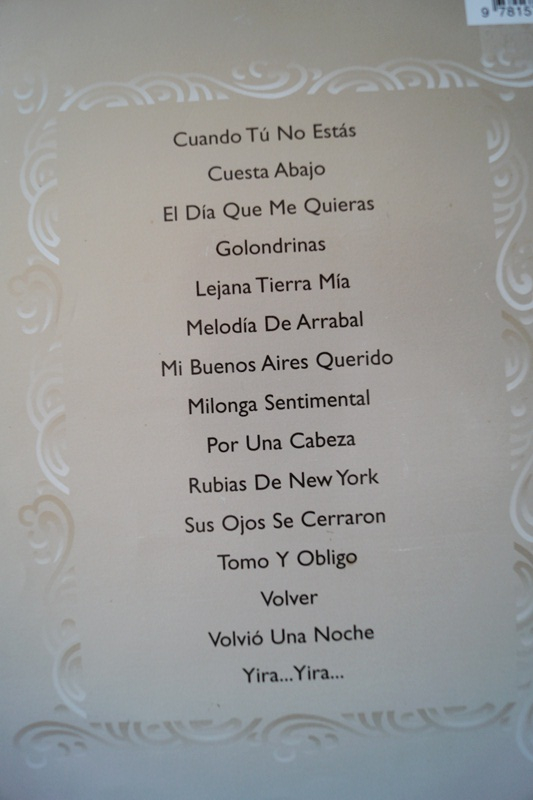 9 7815
Cuando Tú No Estás
Cuesta Abajo
El Día Que Me Quieras
Golondrinas
Lejana Tierra Mía
Melodía De Arrabal
Mi Buenos Aires Querido
Milonga Sentimental
Por Una Cabeza
Rubias De New York
Sus Ojos Se Cerraron
Tomo Y Obligo
Volver
Volvió Una Noche
Yira...Yira...